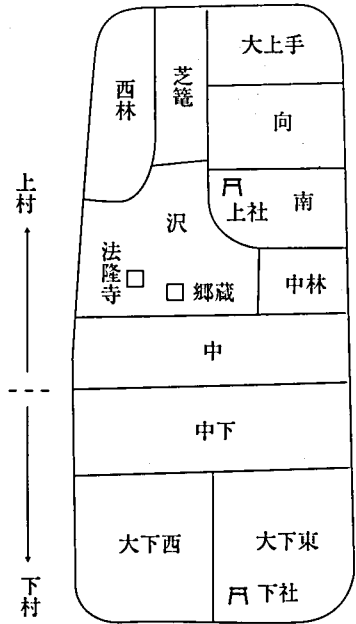 大上手
芝篭
西林
向
上村
上社
南
沢
法隆寺
郷蔵
中林
中
中下
大下西
大下東
下社
下村